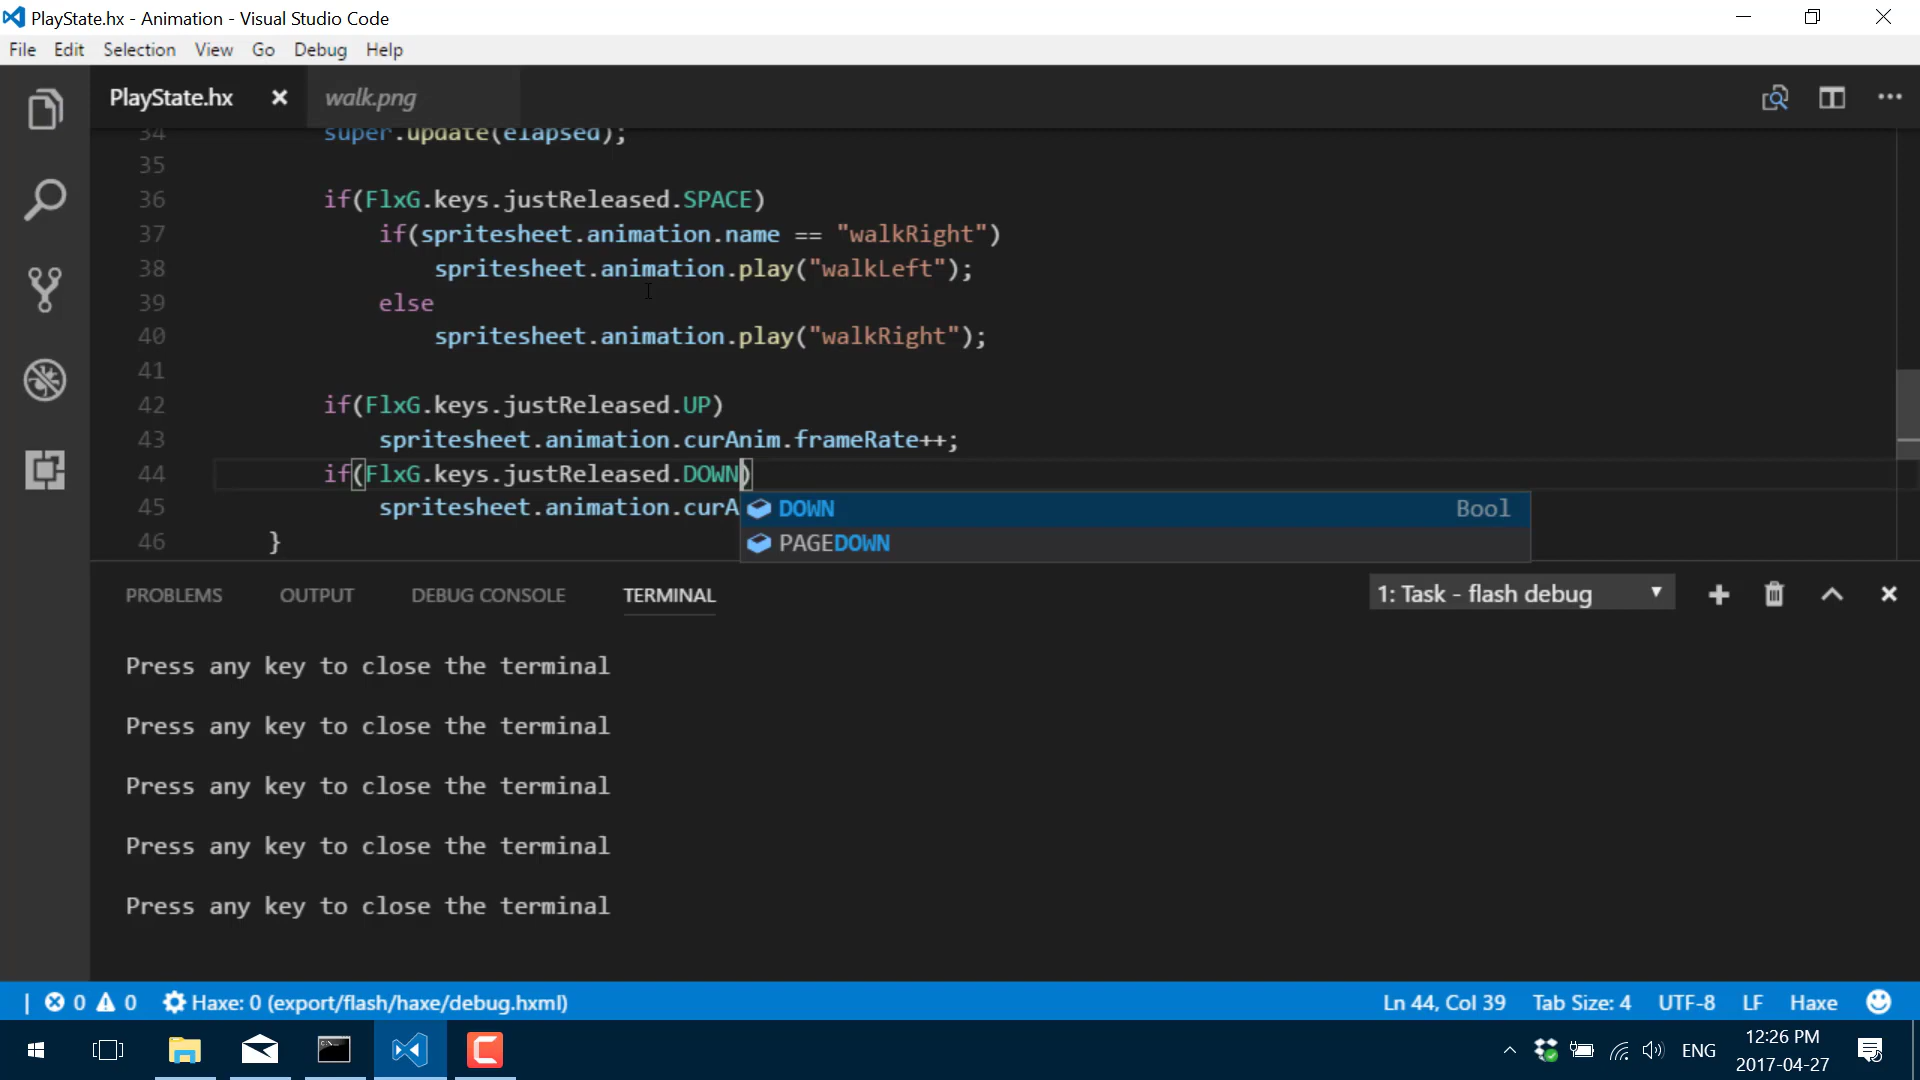 PlayState.hx - Animation - Visual Studio Code
File Edit Selection View Go Debug Help
PlayState.hx walk.png
34 super.update(elapsed);
35
36 if(FlxG.keys.justReleased.SPACE)
37 if(spritesheet.animation.name == "walkRight")
38 spritesheet.animation.play("walkLeft");
39 else
40 spritesheet.animation.play("walkRight");
41
42 if(FlxG.keys.justReleased.UP)
43 spritesheet.animation.curAnim.frameRate++;
44 if(FlxG.keys.justReleased.DOWN)
45 spritesheet.animation.curA
DOWN Bool
46 }
PAGEDOWN
PROBLEMS OUTPUT DEBUG CONSOLE TERMINAL 1: Task - flash debug
Press any key to close the terminal
Press any key to close the terminal
Press any key to close the terminal
Press any key to close the terminal
Press any key to close the terminal
0 0 Haxe: 0 (export/flash/haxe/debug.hxml) Ln 44, Col 39 Tab Size: 4 UTF-8 LF Haxe
ENG 12:26 PM
2017-04-27